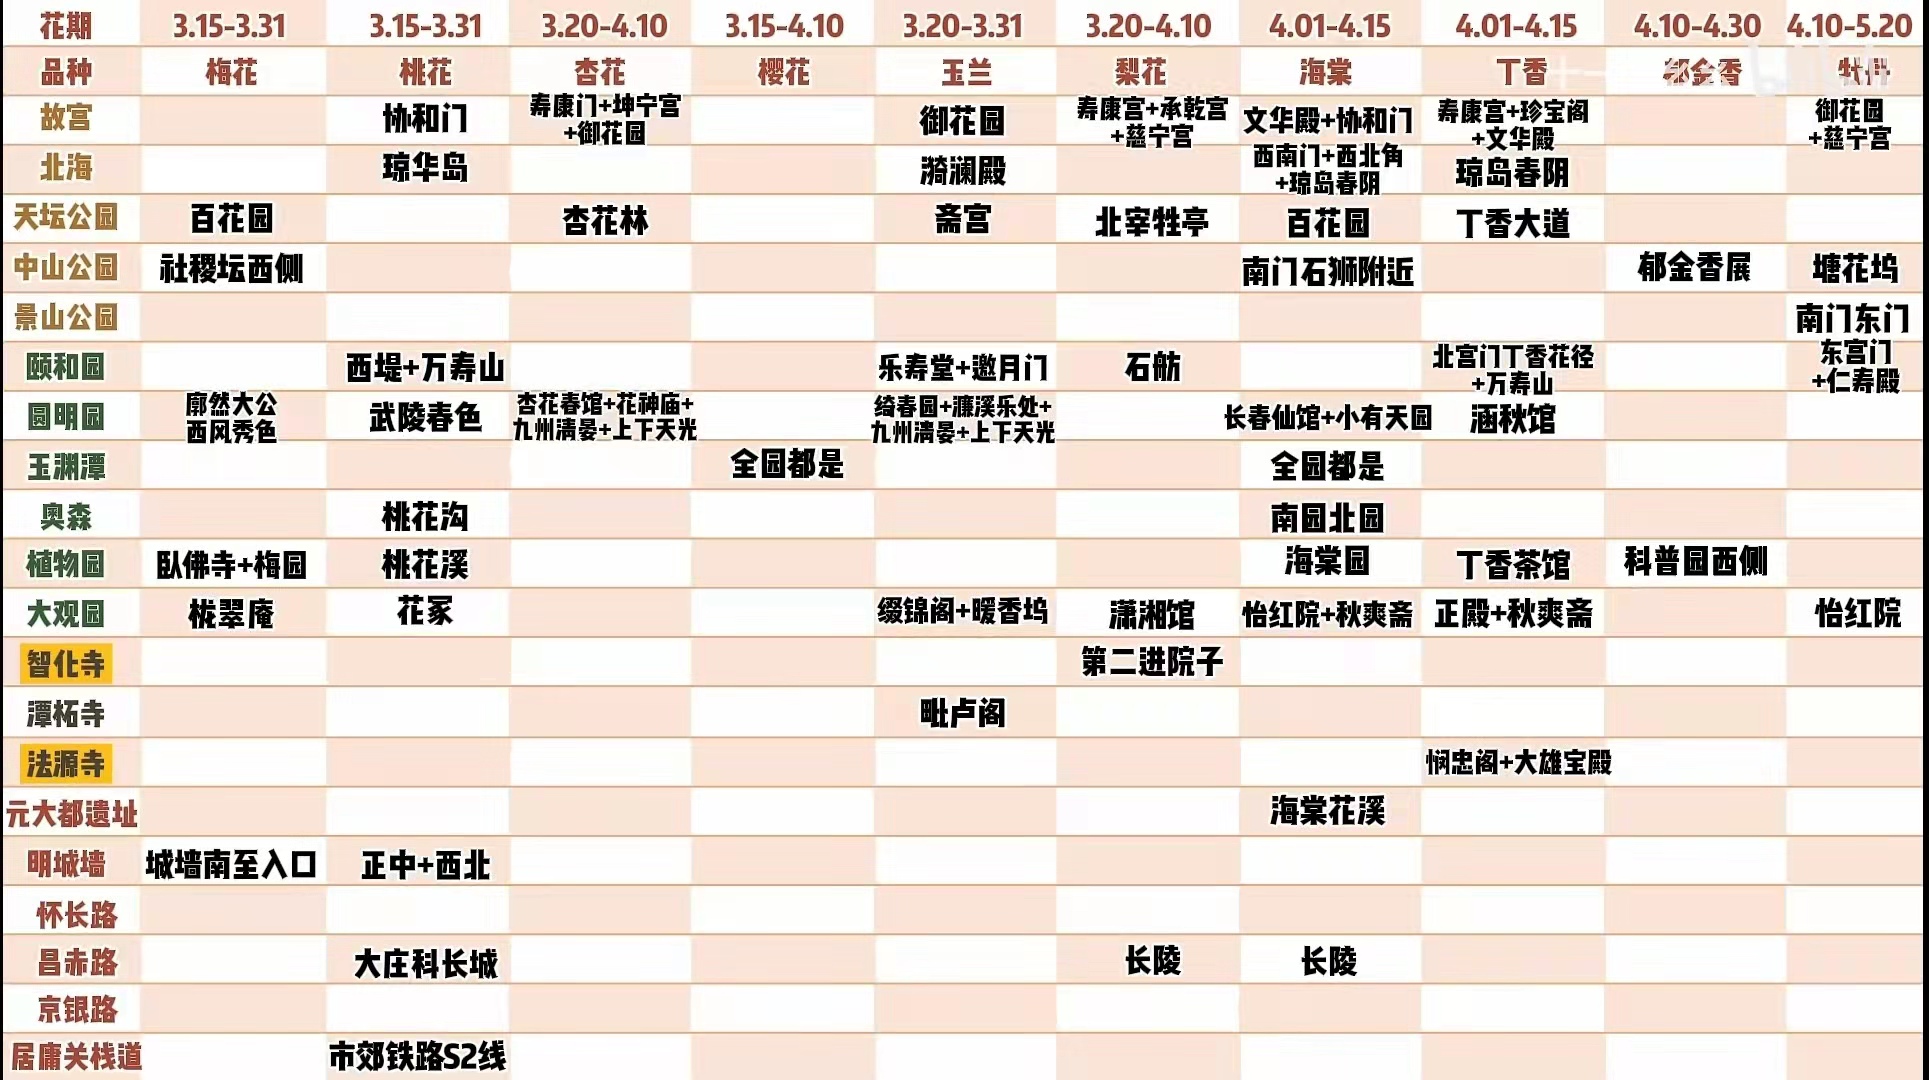 花期 3.15-3.31 3.15-3.31 3.20-4.10 3.15-4.10 3.20-3.31 3.20-4.10 4.01-4.15 4.01-4.15 4.10-4.30 4.10-5.20
品种 梅花 桃花 杏花 樱花 玉兰 梨花 海棠 丁香 郁金香 牡丹
故宫 协和门 寿康门+坤宁宫 御花园 寿康宫+承乾宫 文华殿+协和门 寿康宫+珍宝阁 御花园
+御花园 +慈宁宫 +文华殿 +慈宁宫
北海 琼华岛 漪澜殿 西南门+西北角 琼岛春阴
+琼岛春阴
天坛公园 百花园 杏花林 斋宫 北宰牲亭 百花园 丁香大道
中山公园 社稷坛西侧 南门石狮附近 郁金香展 塘花坞
景山公园 南门东门
颐和园 西堤+万寿山 乐寿堂+邀月门 石舫 北宫门丁香花径 东宫门
+万寿山 +仁寿殿
圆明园 廓然大公 武陵春色 杏花春馆+花神庙+ 绮春园+濂溪乐处+ 长春仙馆+小有天园 涵秋馆
西风秀色 九州清晏+上下天光 九州清晏+上下天光
玉渊潭 全园都是 全园都是
奥森 桃花沟 南园北园
植物园 卧佛寺+梅园 桃花溪 海棠园 丁香茶馆 科普园西侧
大观园 栊翠庵 花冢 缀锦阁+暖香坞 潇湘馆 怡红院+秋爽斋 正殿+秋爽斋 怡红院
智化寺 第二进院子
潭柘寺 毗卢阁
法源寺 悯忠阁+大雄宝殿
元大都遗址 海棠花溪
明城墙 城墙南至入口 正中+西北
怀长路
昌赤路 大庄科长城 长陵 长陵
京银路
居庸关栈道 市郊铁路S2线